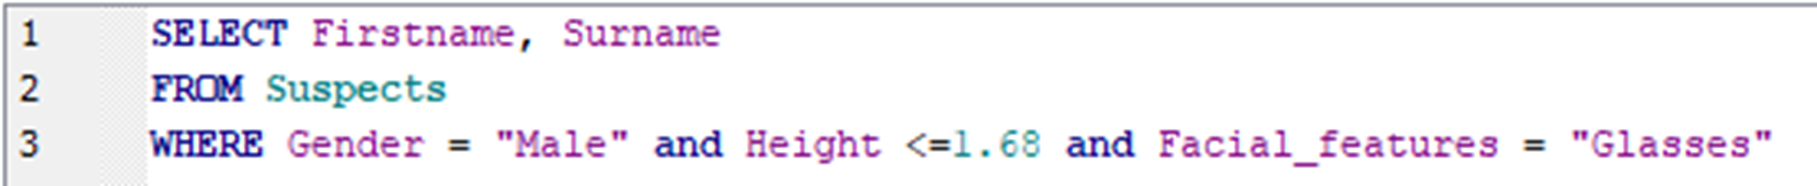 1 SELECT Firstname, Surname
2 FROM Suspects
3 WHERE Gender = "Male" and Height <=1.68 and Facial_features = "Glasses"